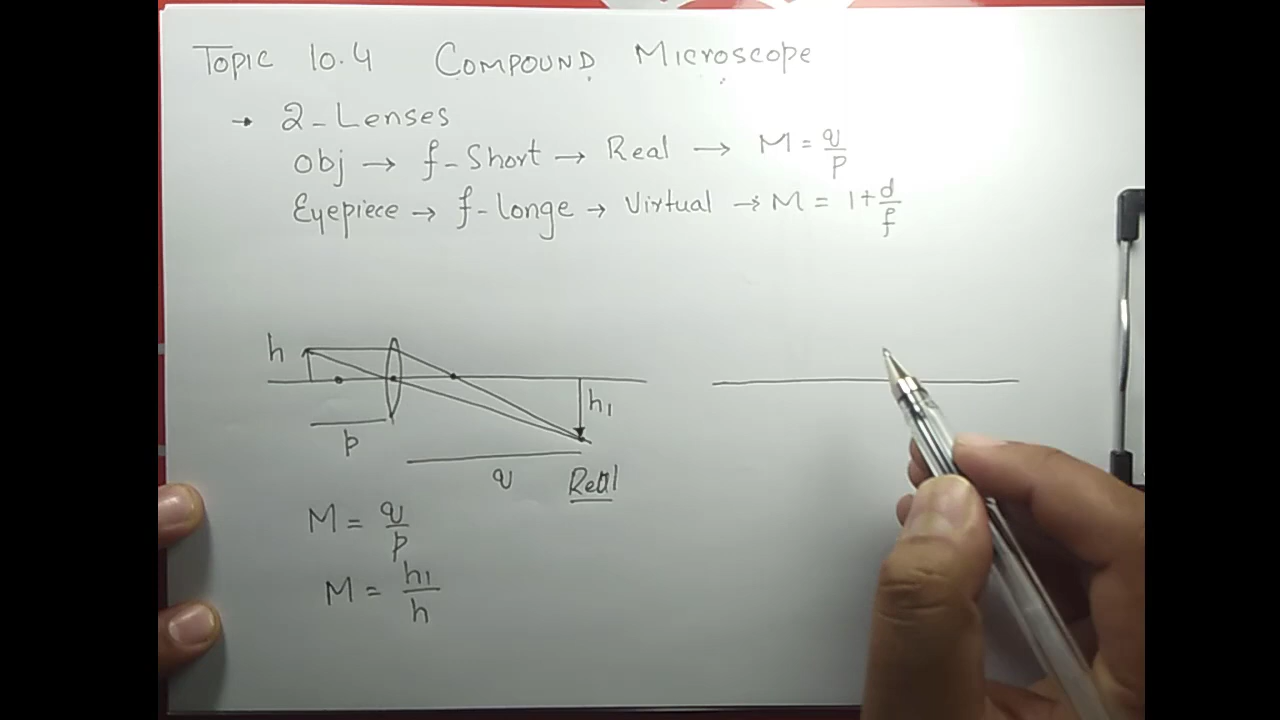 Topic 10.4 Compound Microscope
→ 2-Lenses
Obj → f-Short → Real → M = q/p
Eyepiece → f-longe → Virtual → M = 1+d/f
h
h1
p
q
Real
M = q/p
M = h1/h